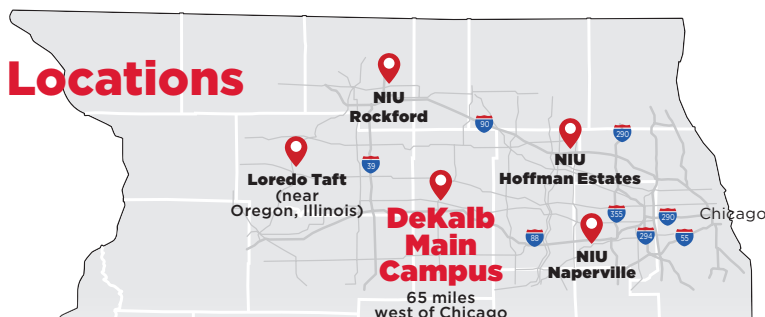 Locations
NIU
Rockford
90
290
NIU
Hoffman Estates
39
Loredo Taft
(near
Oregon, Illinois)
DeKalb
Main
Campus
65 miles
west of Chicago
88
355
290
Chicago
294
55
NIU
Naperville